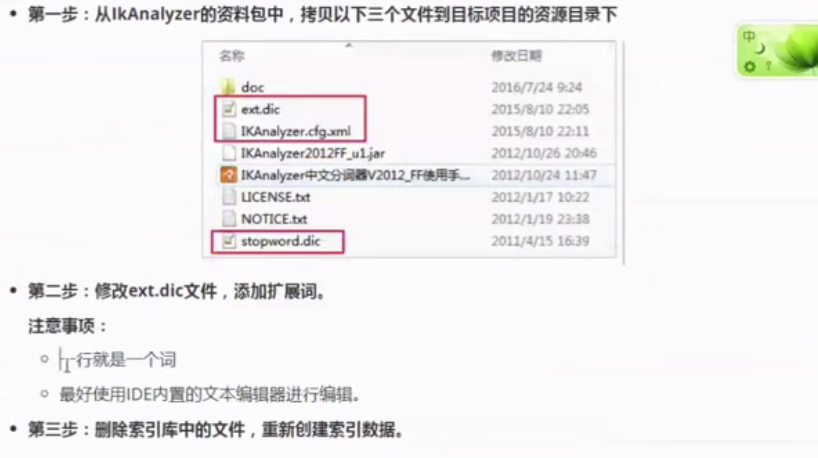 第一步：从IkAnalyzer的资料包中，拷贝以下三个文件到目标项目的资源目录下
中
名称 修改日期
doc 2016/7/24 9:24
ext.dic 2015/8/10 22:05
IKAnalyzer.cfg.xml 2015/8/10 22:11
IKAnalyzer2012FF_u1.jar 2012/10/26 20:46
IKAnalyzer中文分词器V2012_FF使用手... 2012/10/24 11:47
LICENSE.txt 2012/1/17 10:22
NOTICE.txt 2012/1/19 23:38
stopword.dic 2011/4/15 16:39
第二步：修改ext.dic文件，添加扩展词。
注意事项：
一行就是一个词
最好使用IDE内置的文本编辑器进行编辑。
第三步：删除索引库中的文件，重新创建索引数据。